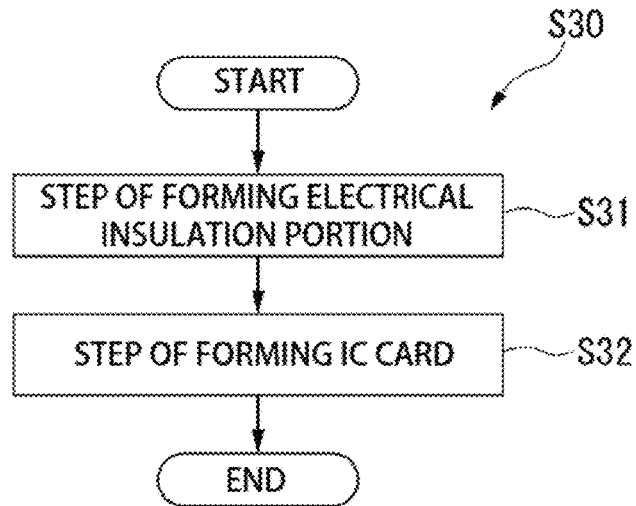 S30
START
STEP OF FORMING ELECTRICAL
INSULATION PORTION
S31
STEP OF FORMING IC CARD
S32
END